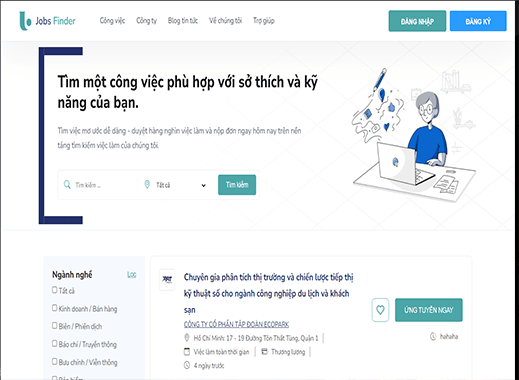 Jobs Finder
Công việc
Công ty
Blog tin tức
Về chúng tôi
Trợ giúp
ĐĂNG NHẬP
ĐĂNG KÝ
Tìm một công việc phù hợp với sở thích và kỹ
năng của bạn.
Tìm việc mơ ước dễ dàng - duyệt hàng nghìn việc làm và nộp đơn ngay hôm nay trên nền
tảng tìm kiếm việc làm của chúng tôi.
Tìm kiếm ...
Tất cả
Tìm kiếm
Ngành nghề
Lọc
Tất cả
Kinh doanh / Bán hàng
Biên / Phiên dịch
Báo chí / Truyền thông
Bưu chính / Viễn thông
Bảo hiểm
Chuyên gia phân tích thị trường và chiến lược tiếp thị
kỹ thuật số cho ngành công nghiệp du lịch và khách
sạn
CÔNG TY CỔ PHẦN TẬP ĐOÀN ECOPARK
Hồ Chí Minh: 17 - 19 Đường Tôn Thất Tùng, Quận 1
Việc làm toàn thời gian
Thương lượng
4 ngày trước
ỨNG TUYỂN NGAY
hahaha